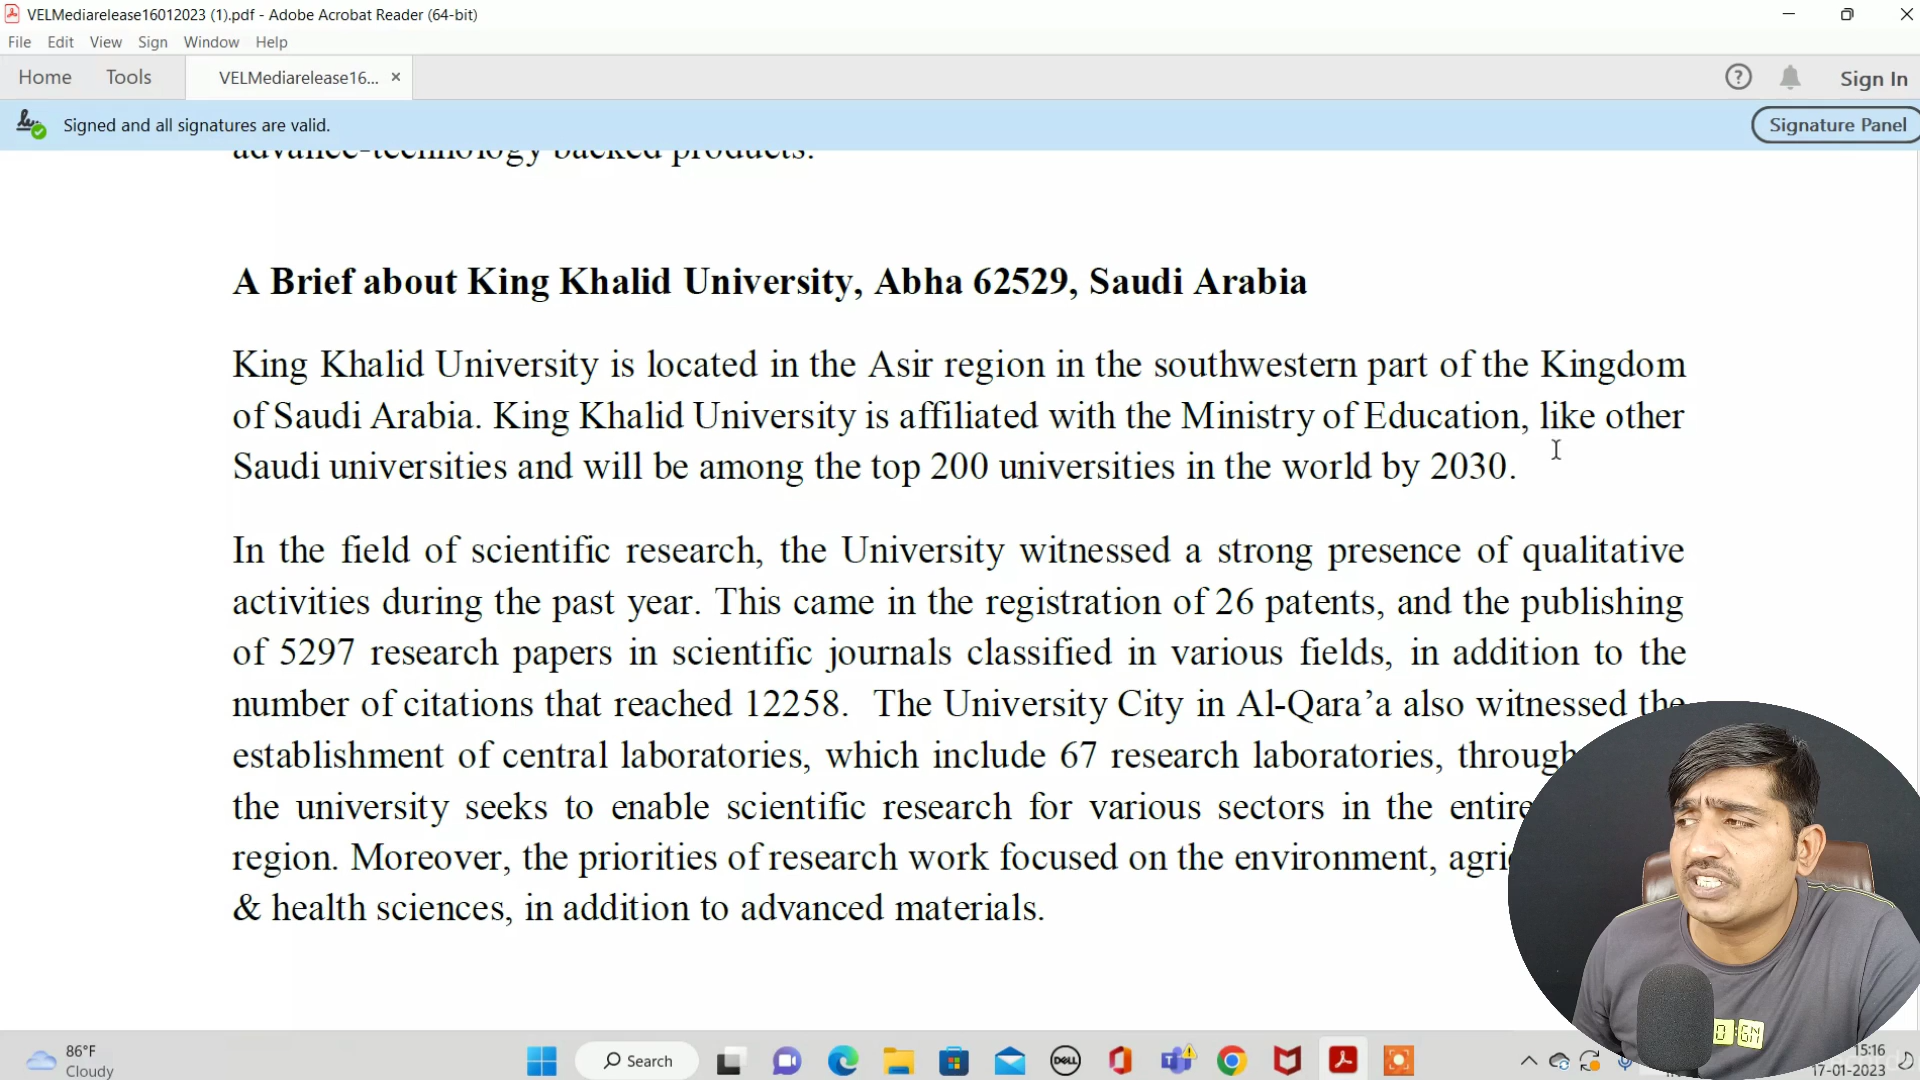 VELMediarelease16012023 (1).pdf - Adobe Acrobat Reader (64-bit)
File Edit View Sign Window Help
Home Tools VELMediarelease16... × Sign In
Signed and all signatures are valid. Signature Panel
advance-technology backed products.
A Brief about King Khalid University, Abha 62529, Saudi Arabia
King Khalid University is located in the Asir region in the southwestern part of the Kingdom
of Saudi Arabia. King Khalid University is affiliated with the Ministry of Education, like other
Saudi universities and will be among the top 200 universities in the world by 2030.
In the field of scientific research, the University witnessed a strong presence of qualitative
activities during the past year. This came in the registration of 26 patents, and the publishing
of 5297 research papers in scientific journals classified in various fields, in addition to the
number of citations that reached 12258. The University City in Al-Qara’a also witnessed the
establishment of central laboratories, which include 67 research laboratories, through
the university seeks to enable scientific research for various sectors in the entire
region. Moreover, the priorities of research work focused on the environment, agri
& health sciences, in addition to advanced materials.
86°F
Cloudy
Search
DELL
15:16
17-01-2023